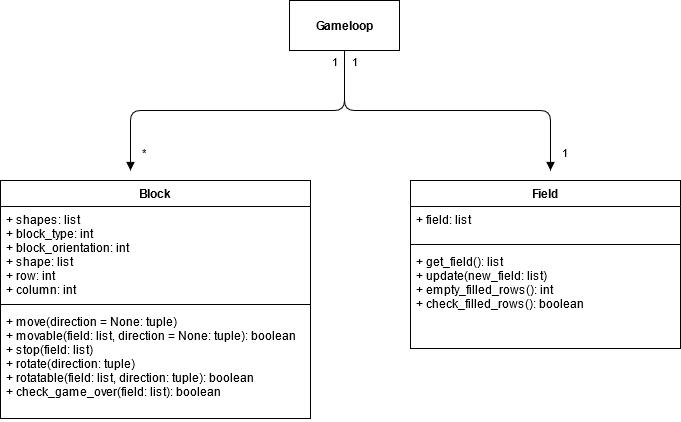 Gameloop
1 1
*
1
Block
+ shapes: list
+ block_type: int
+ block_orientation: int
+ shape: list
+ row: int
+ column: int
+ move(direction = None: tuple)
+ movable(field: list, direction = None: tuple): boolean
+ stop(field: list)
+ rotate(direction: tuple)
+ rotatable(field: list, direction: tuple): boolean
+ check_game_over(field: list): boolean
Field
+ field: list
+ get_field(): list
+ update(new_field: list)
+ empty_filled_rows(): int
+ check_filled_rows(): boolean